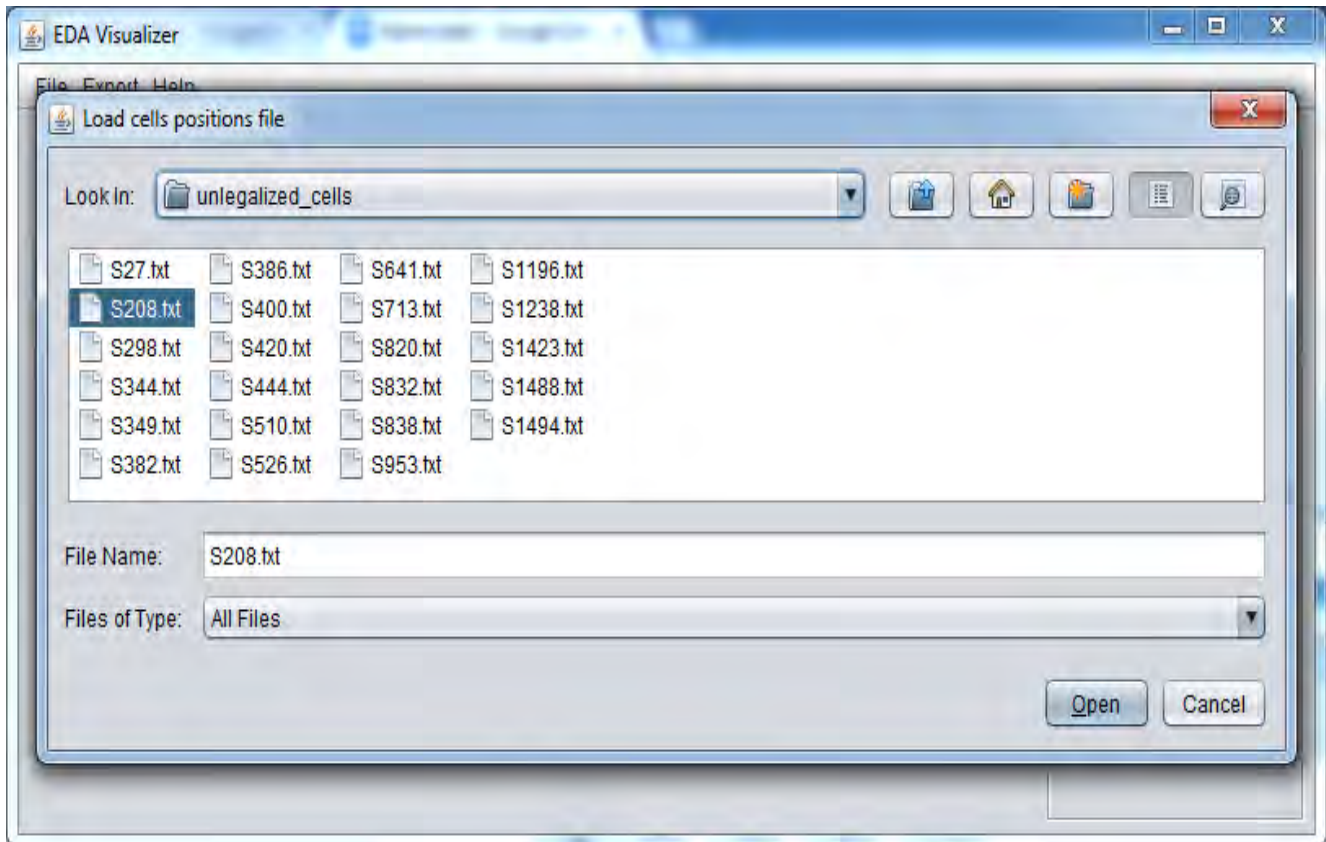 EDA Visualizer
File Export Help
Load cells positions file
Look In: unlegalized_cells
S27.txt S386.txt S641.txt S1196.txt
S208.txt S400.txt S713.txt S1238.txt
S298.txt S420.txt S820.txt S1423.txt
S344.txt S444.txt S832.txt S1488.txt
S349.txt S510.txt S838.txt S1494.txt
S382.txt S526.txt S953.txt
File Name: S208.txt
Files of Type: All Files
Open Cancel